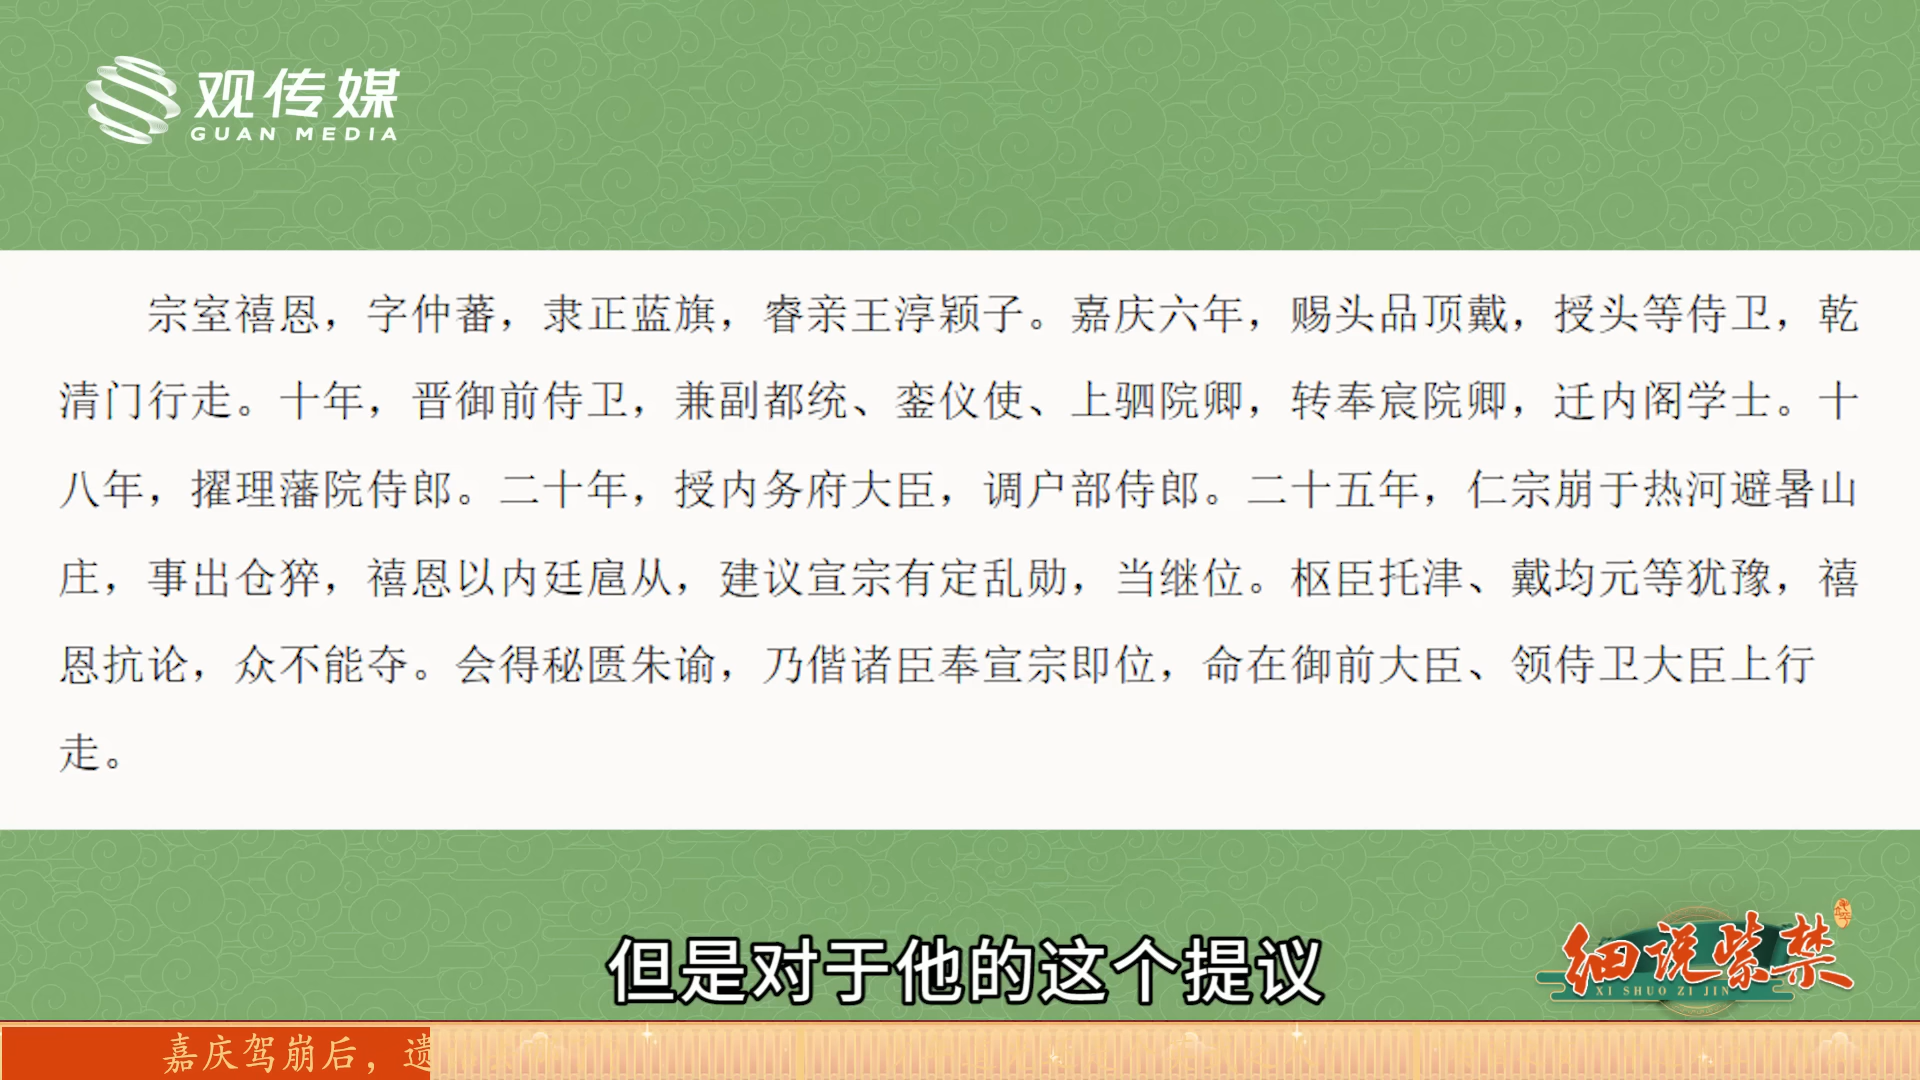 观传媒
GUAN MEDIA
宗室禧恩，字仲蕃，隶正蓝旗，睿亲王淳颖子。嘉庆六年，赐头品顶戴，授头等侍卫，乾
清门行走。十年，晋御前侍卫，兼副都统、銮仪使、上驷院卿，转奉宸院卿，迁内阁学士。十
八年，擢理藩院侍郎。二十年，授内务府大臣，调户部侍郎。二十五年，仁宗崩于热河避暑山
庄，事出仓猝，禧恩以内廷扈从，建议宣宗有定乱勋，当继位。枢臣托津、戴均元等犹豫，禧
恩抗论，众不能夺。会得秘匮朱谕，乃偕诸臣奉宣宗即位，命在御前大臣、领侍卫大臣上行
走。
但是对于他的这个提议
细说紫禁
XI SHUO ZI JIN
嘉庆驾崩后，遗